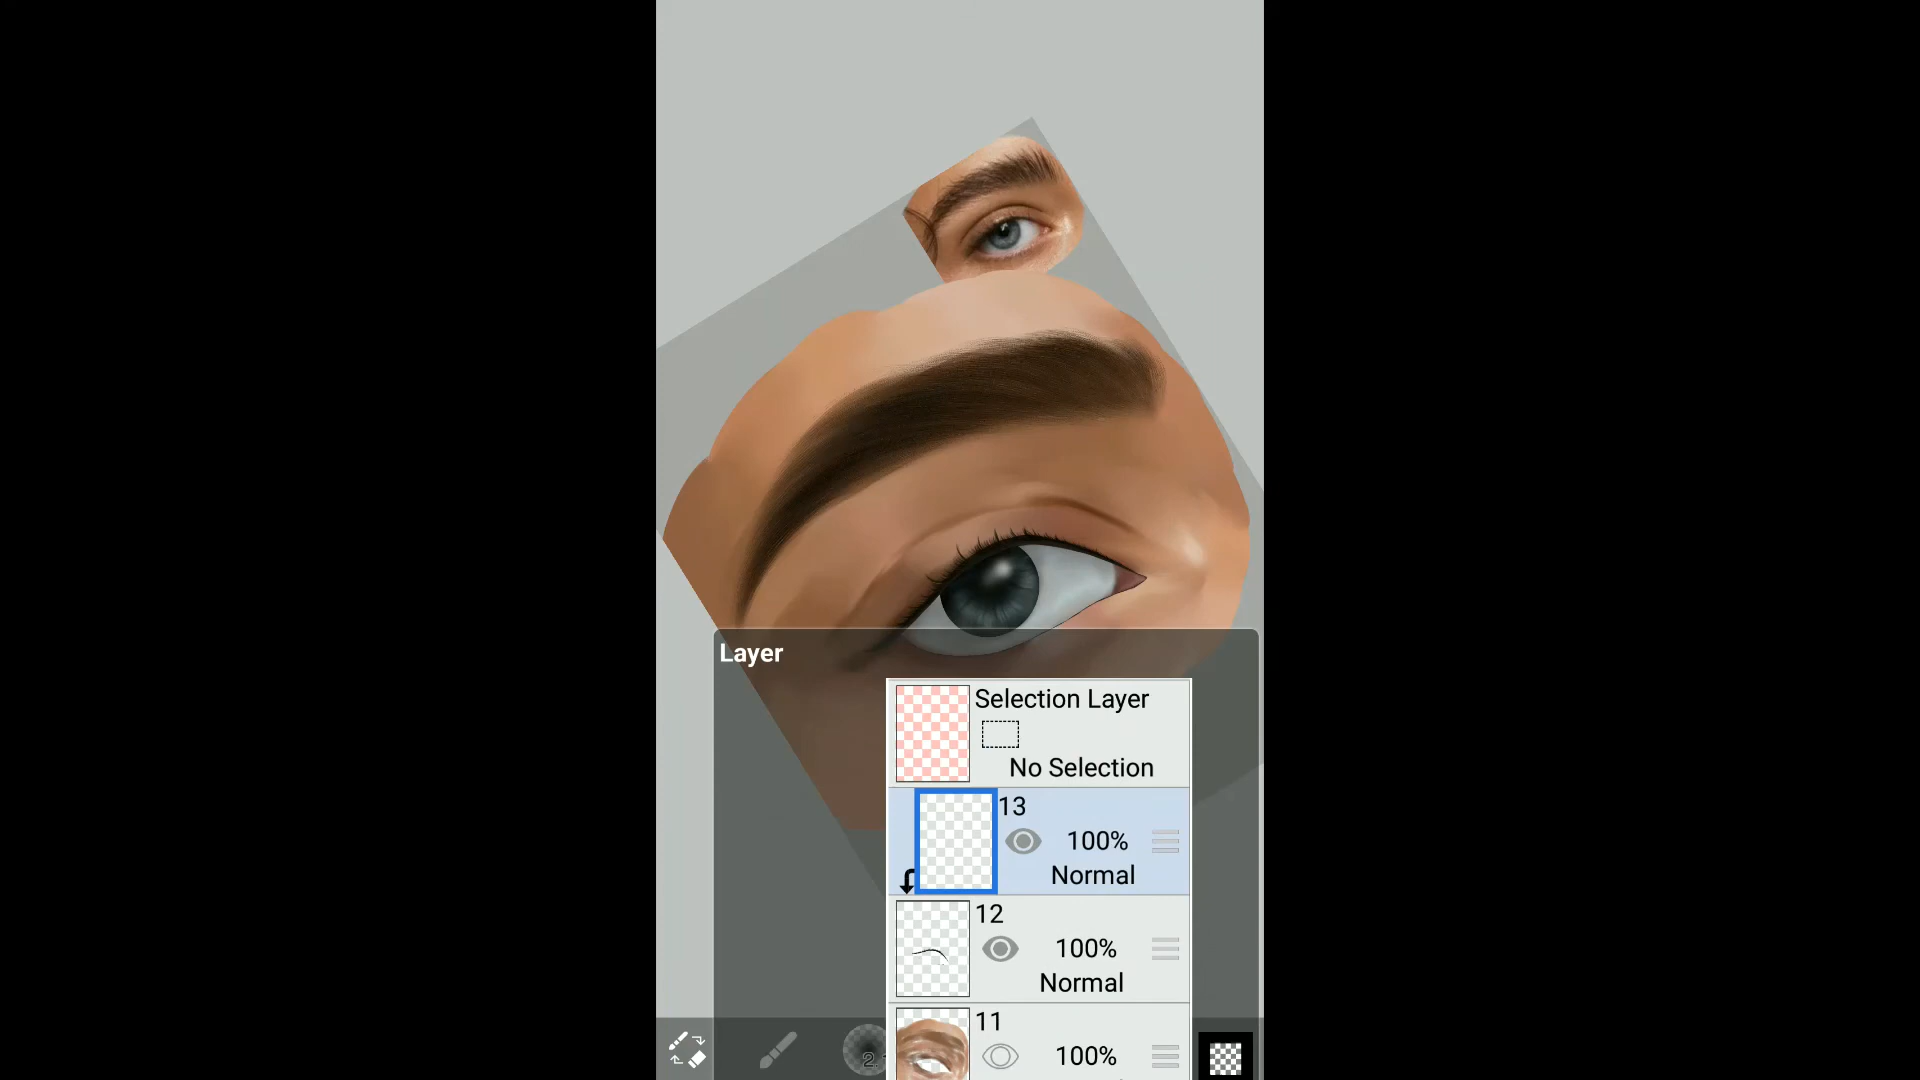 Layer
Selection Layer
No Selection
13
100%
Normal
12
100%
Normal
11
100%